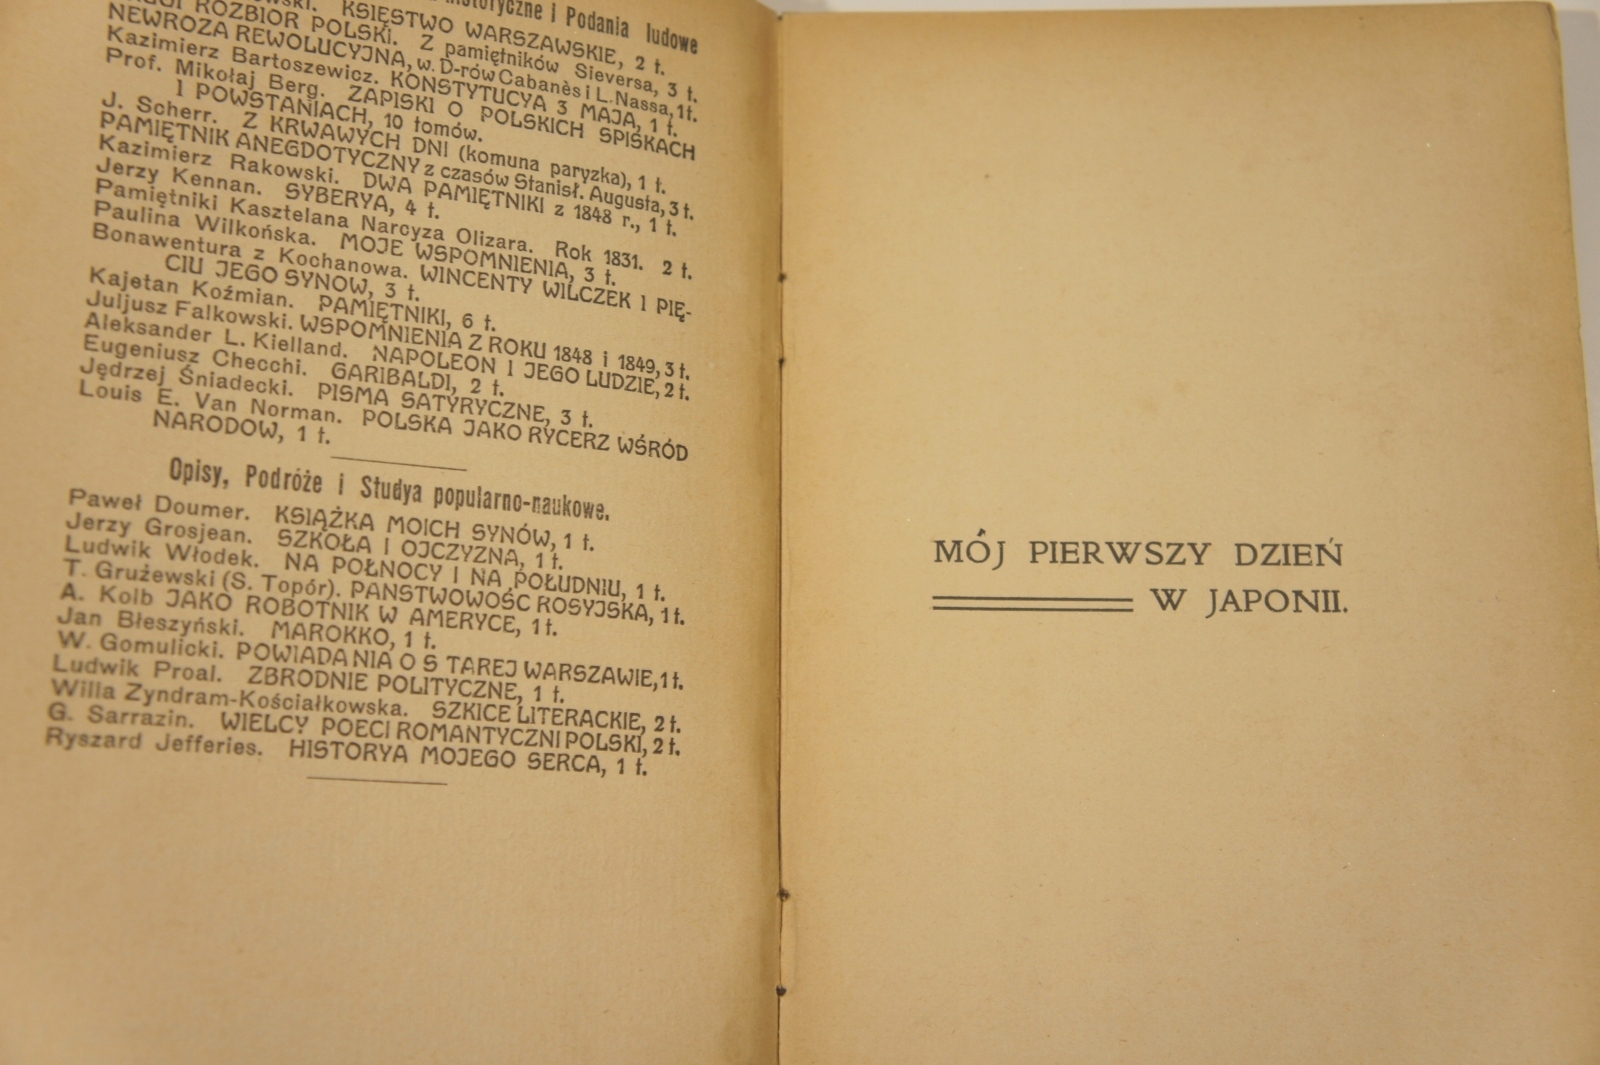 historyczne i Podania ludowe
KSIĘSTWO WARSZAWSKIE, 2 t.
ROZBIÓR POLSKI. Z pamiętników Sieversa, 3 t.
NEWROZA REWOLUCYJNA, w. D-rów Cabanès i L. Nassa, 1 t.
Kazimierz Bartoszewicz. KONSTYTUCYA 3 MAJA, 1 t.
Prof. Mikołaj Berg. ZAPISKI O POLSKICH SPISKACH
I POWSTANIACH, 10 tomów.
J. Scherr. Z KRWAWYCH DNI (komuna paryzka), 1 t.
PAMIĘTNIK ANEGDOTYCZNY z czasów Stanisł. Augusta, 3 t.
Kazimierz Rakowski. DWA PAMIĘTNIKI z 1848 r., 1 t.
Jerzy Kennan. SYBERYA, 4 t.
Pamiętniki Kasztelana Narcyza Olizara. Rok 1831. 2 t.
Paulina Wilkońska. MOJE WSPOMNIENIA, 3 t.
Bonawentura z Kochanowa. WINCENTY WILCZEK I PIĘ-
CIU JEGO SYNÓW, 3 t.
Kajetan Koźmian. PAMIĘTNIKI, 6 t.
Juljusz Falkowski. WSPOMNIENIA Z ROKU 1848 i 1849, 3 t.
Aleksander L. Kielland. NAPOLEON I JEGO LUDZIE, 2 t.
Eugeniusz Checchi. GARIBALDI, 2 t.
Jędrzej Śniadecki. PISMA SATYRYCZNE, 3 t.
Louis E. Van Norman. POLSKA JAKO RYCERZ WŚRÓD
NARODÓW, 1 t.
Opisy, Podróże i Studya popularno-naukowe.
Paweł Doumer. KSIĄŻKA MOICH SYNÓW, 1 t.
Jerzy Grosjean. SZKOŁA I OJCZYZNA, 1 t.
Ludwik Włodek. NA PÓŁNOCY I NA POŁUDNIU, 1 t.
T. Grużewski (S. Topór). PAŃSTWOWOŚĆ ROSYJSKA, 1 t.
A. Kolb JAKO ROBOTNIK W AMERYCE, 1 t.
Jan Błeszyński. MAROKKO, 1 t.
W. Gomulicki. POWIADANIA O STAREJ WARSZAWIE, 1 t.
Ludwik Proal. ZBRODNIE POLITYCZNE, 1 t.
Willa Zyndram-Kościałkowska. SZKICE LITERACKIE, 2 t.
G. Sarrazin. WIELCY POECI ROMANTYCZNI POLSKI, 2 t.
Ryszard Jefferies. HISTORYA MOJEGO SERCA, 1 t.
MÓJ PIERWSZY DZIEŃ
W JAPONII.